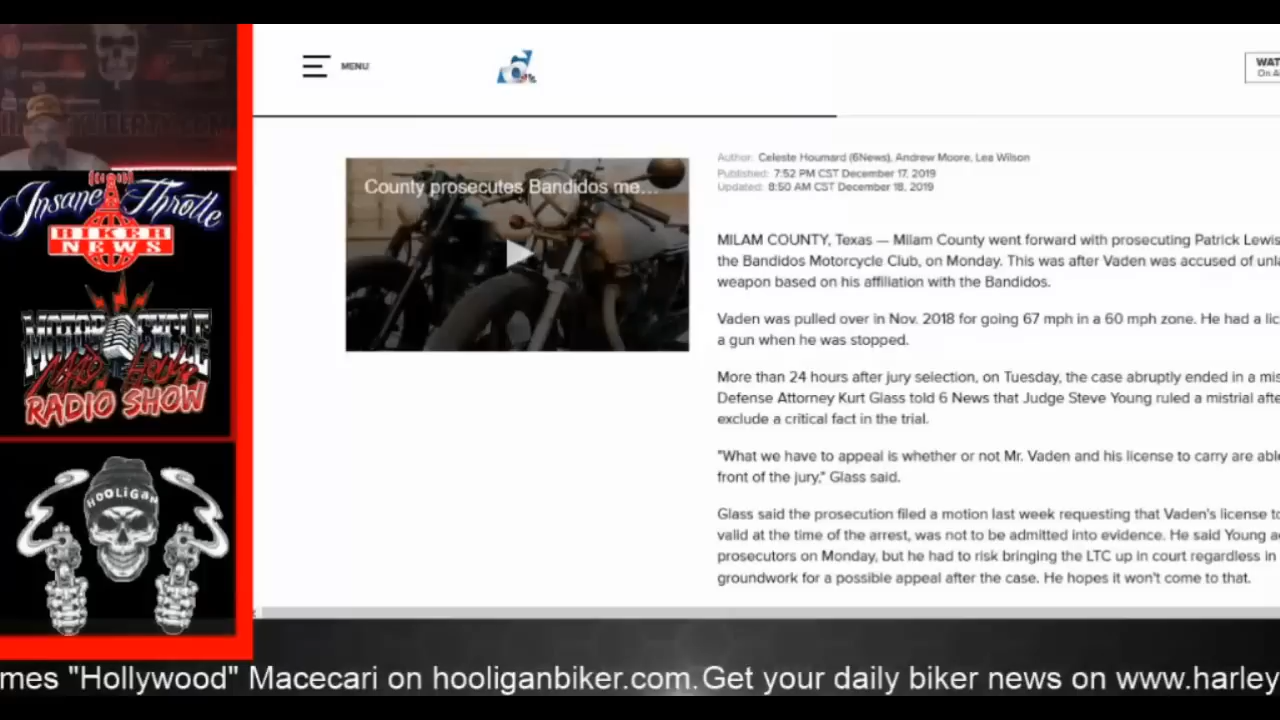 MENU
WAT
On A
Insane Throttle
BIKER
NEWS
MOTORCYCLE
MADHOUSE
RADIO SHOW
HOOLIGAN
County prosecutes Bandidos me...
Author: Celeste Houmard (6News), Andrew Moore, Lea Wilson
Published: 7:52 PM CST December 17, 2019
Updated: 8:50 AM CST December 18, 2019
MILAM COUNTY, Texas — Milam County went forward with prosecuting Patrick Lewis
the Bandidos Motorcycle Club, on Monday. This was after Vaden was accused of unla
weapon based on his affiliation with the Bandidos.
Vaden was pulled over in Nov. 2018 for going 67 mph in a 60 mph zone. He had a lic
a gun when he was stopped.
More than 24 hours after jury selection, on Tuesday, the case abruptly ended in a mis
Defense Attorney Kurt Glass told 6 News that Judge Steve Young ruled a mistrial afte
exclude a critical fact in the trial.
"What we have to appeal is whether or not Mr. Vaden and his license to carry are able
front of the jury," Glass said.
Glass said the prosecution filed a motion last week requesting that Vaden's license to
valid at the time of the arrest, was not to be admitted into evidence. He said Young a
prosecutors on Monday, but he had to risk bringing the LTC up in court regardless in
groundwork for a possible appeal after the case. He hopes it won't come to that.
mes "Hollywood" Macecari on hooliganbiker.com. Get your daily biker news on www.harley